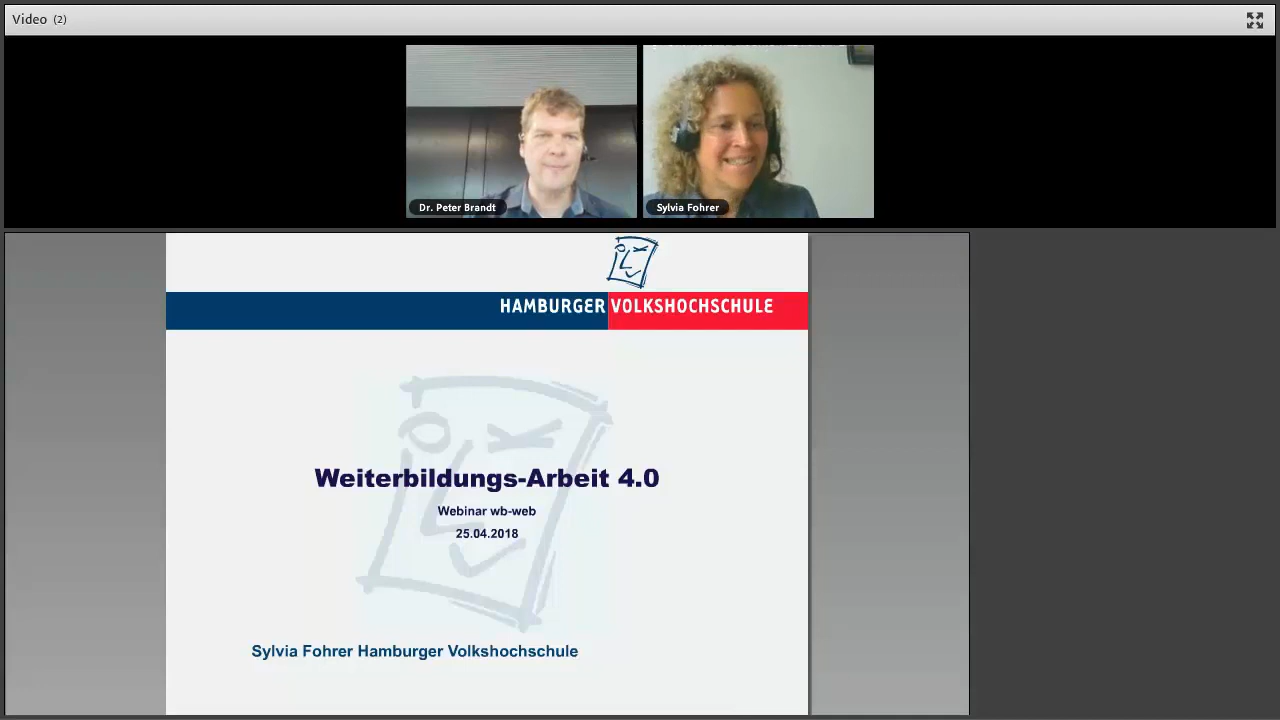 Video (2)
Dr. Peter Brandt
Sylvia Fohrer
HAMBURGER VOLKSHOCHSCHULE
Weiterbildungs-Arbeit 4.0
Webinar wb-web
25.04.2018
Sylvia Fohrer Hamburger Volkshochschule